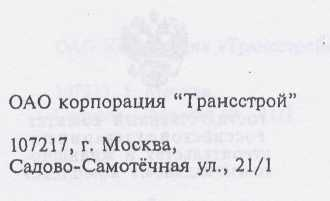 ОАО корпорация “Трансстрой”
107217, г. Москва,
Садово-Самотёчная ул., 21/1